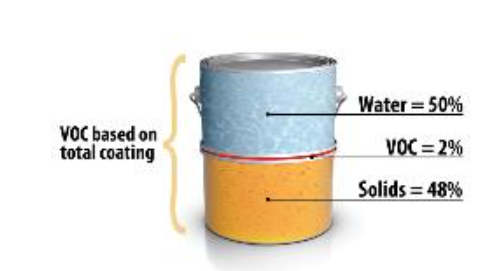 Water = 50%
VOC based on
total coating
VOC = 2%
Solids = 48%